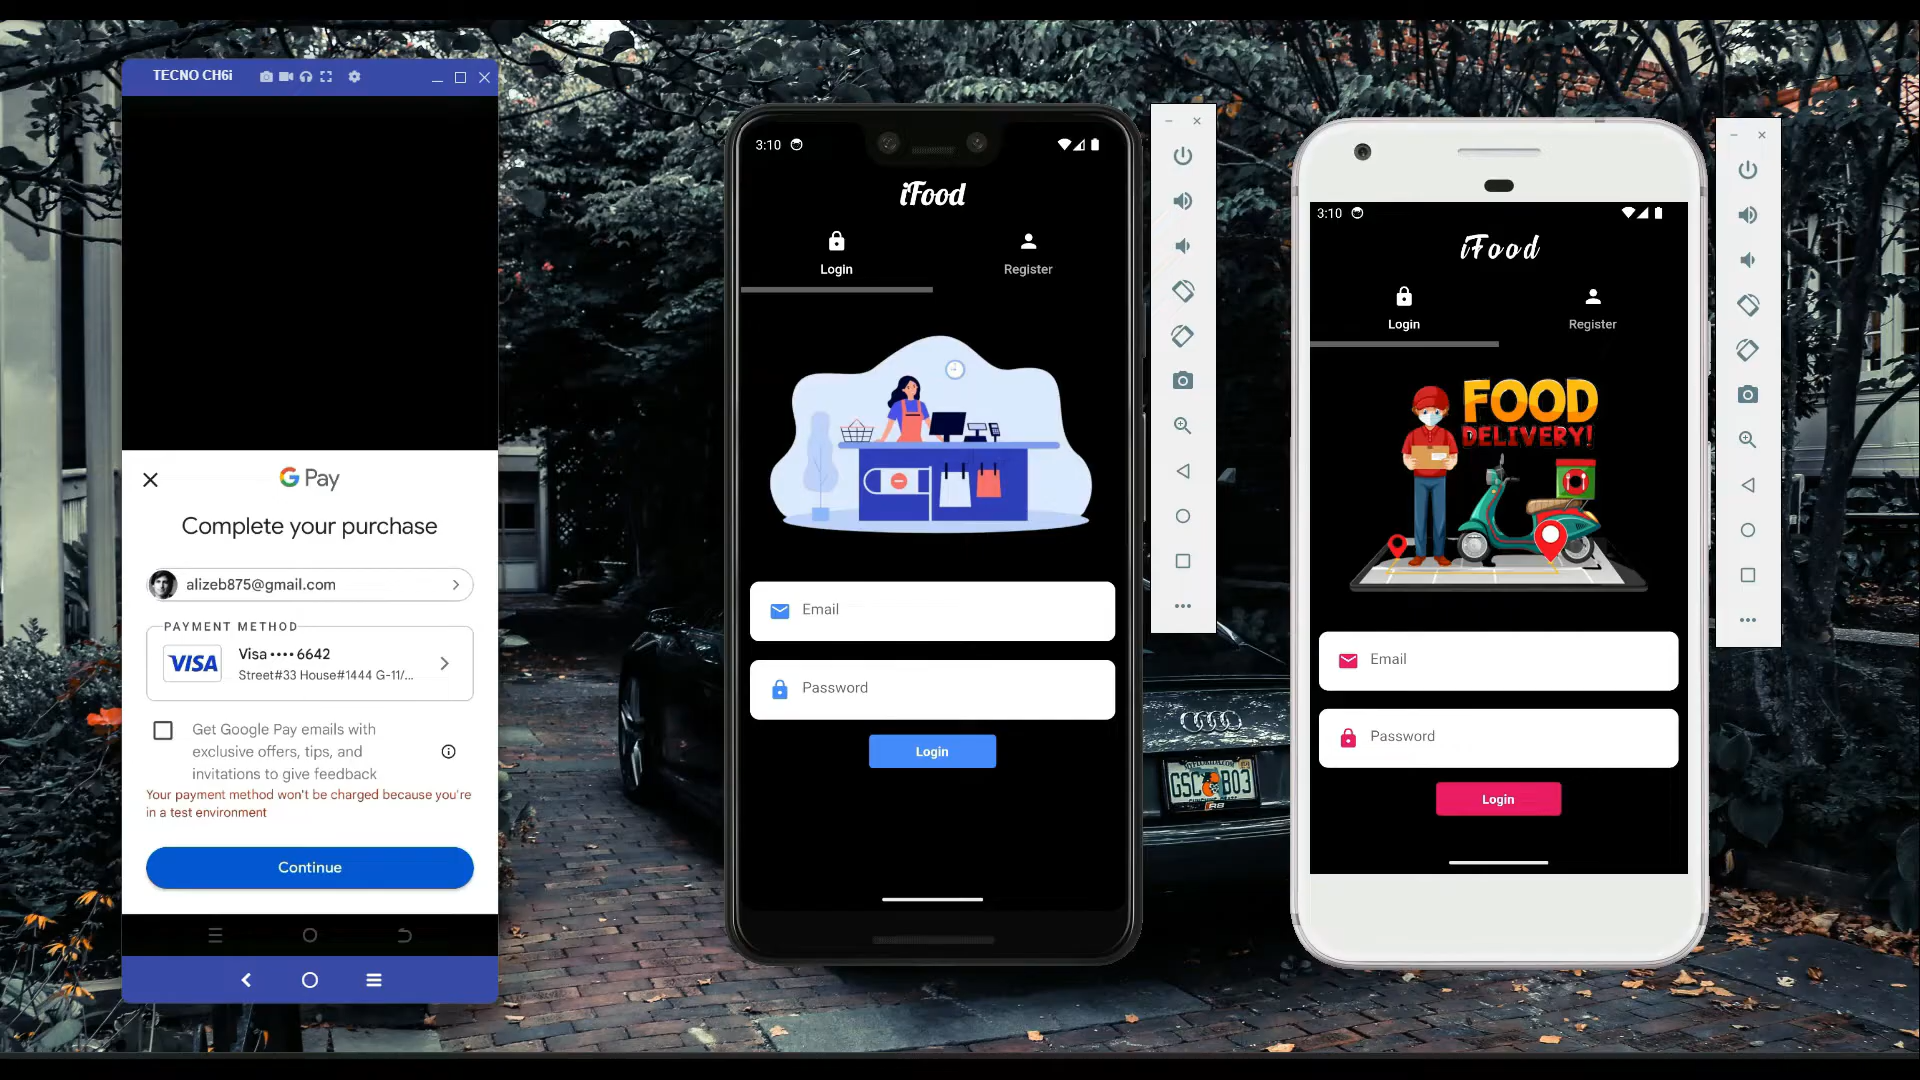 TECNO CH6i
G Pay
Complete your purchase
alizeb875@gmail.com
PAYMENT METHOD
VISA
Visa •••• 6642
Street#33 House#1444 G-11/...
Get Google Pay emails with
exclusive offers, tips, and
invitations to give feedback
Your payment method won't be charged because you're
in a test environment
Continue
3:10
iFood
Login
Register
Email
Password
Login
3:10
iFood
Login
Register
FOOD
DELIVERY!
Email
Password
Login
R8